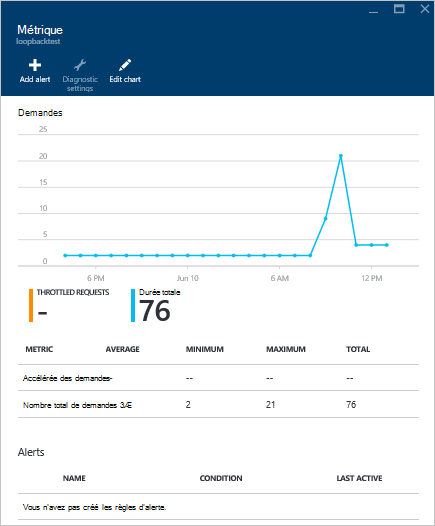 Métrique
loopbacktest
Add alert
Diagnostic settings
Edit chart
Demandes
25
20
15
10
5
0
6 PM
Jun 10
6 AM
12 PM
THROTTLED REQUESTS
-
Durée totale
76
METRIC AVERAGE MINIMUM MAXIMUM TOTAL
Accélérée des demandes- -- -- --
Nombre total de demandes 3Æ 2 21 76
Alerts
NAME CONDITION LAST ACTIVE
Vous n'avez pas créé les règles d'alerte.